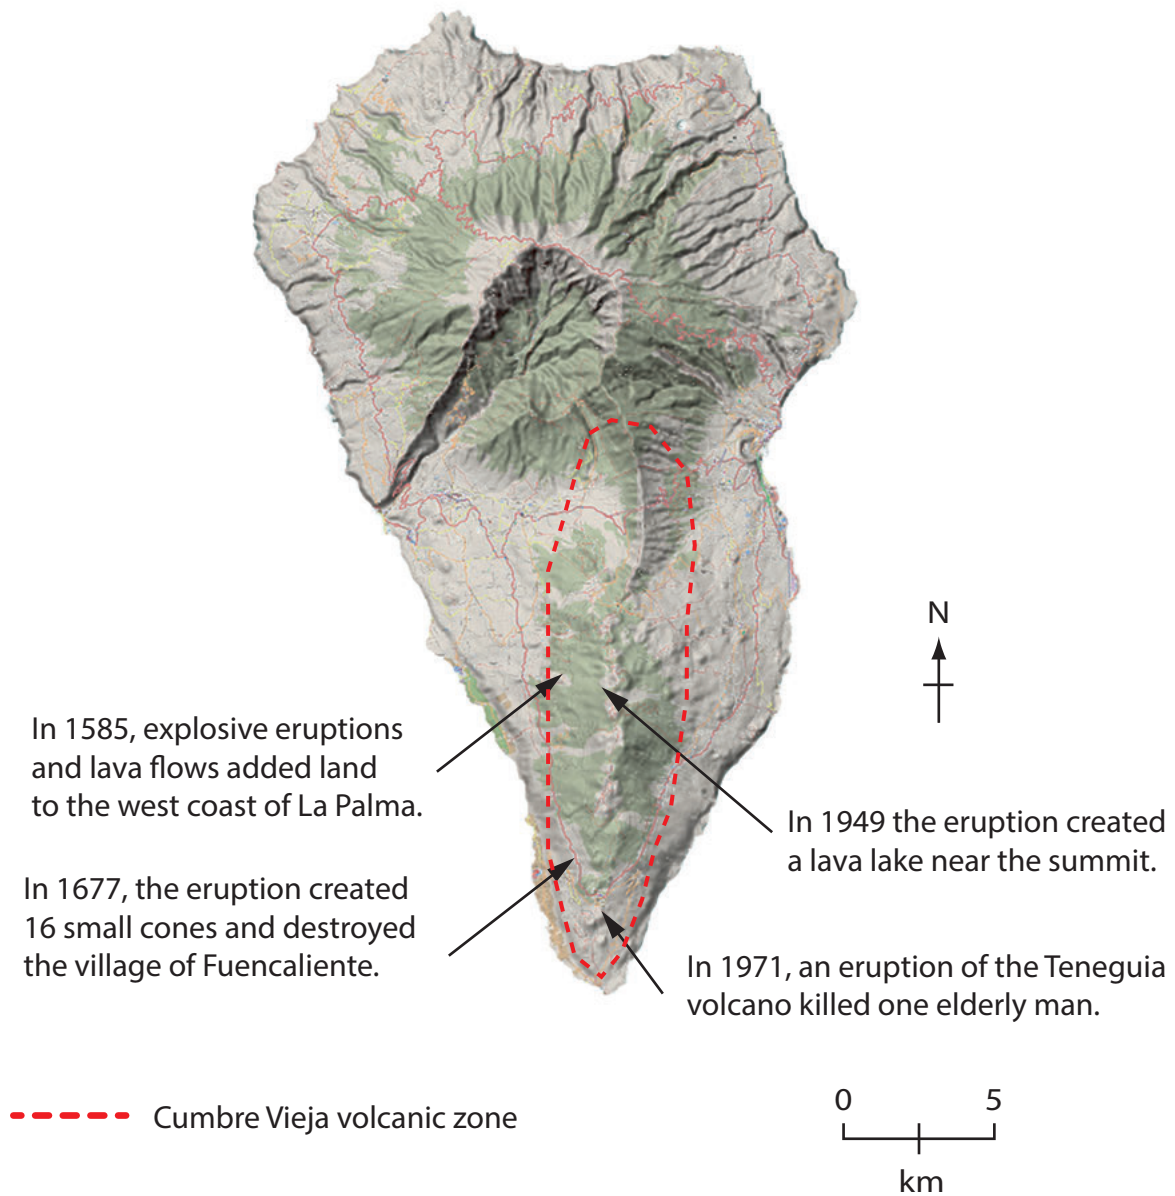 N
In 1585, explosive eruptions
and lava flows added land
to the west coast of La Palma.
In 1949 the eruption created
a lava lake near the summit.
In 1677, the eruption created
16 small cones and destroyed
the village of Fuencaliente.
In 1971, an eruption of the Teneguia
volcano killed one elderly man.
Cumbre Vieja volcanic zone
0 5
km